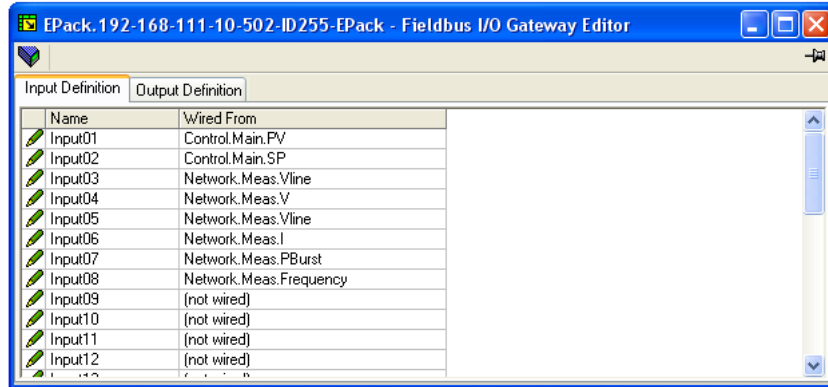 EPack.192-168-111-10-502-ID255-EPack - Fieldbus I/O Gateway Editor
Input Definition Output Definition
Name Wired From
Input01 Control.Main.PV
Input02 Control.Main.SP
Input03 Network.Meas.Vline
Input04 Network.Meas.V
Input05 Network.Meas.Vline
Input06 Network.Meas.I
Input07 Network.Meas.PBurst
Input08 Network.Meas.Frequency
Input09 (not wired)
Input10 (not wired)
Input11 (not wired)
Input12 (not wired)